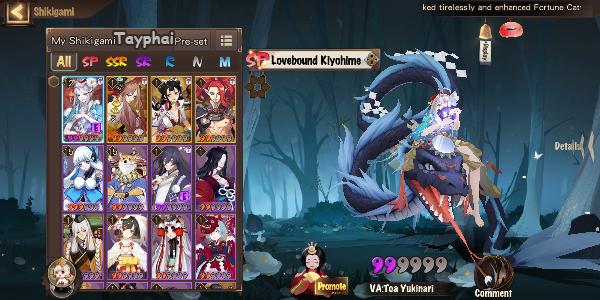 Shikigami
ked tirelessly and enhanced Fortune Cat
My Shikigami
Tayphai
Pre-set
All SP SSR SR R N M
SP Lovebound Kiyohime
Display
Details
999999
VA:Toa Yukinari
Promote
Comment